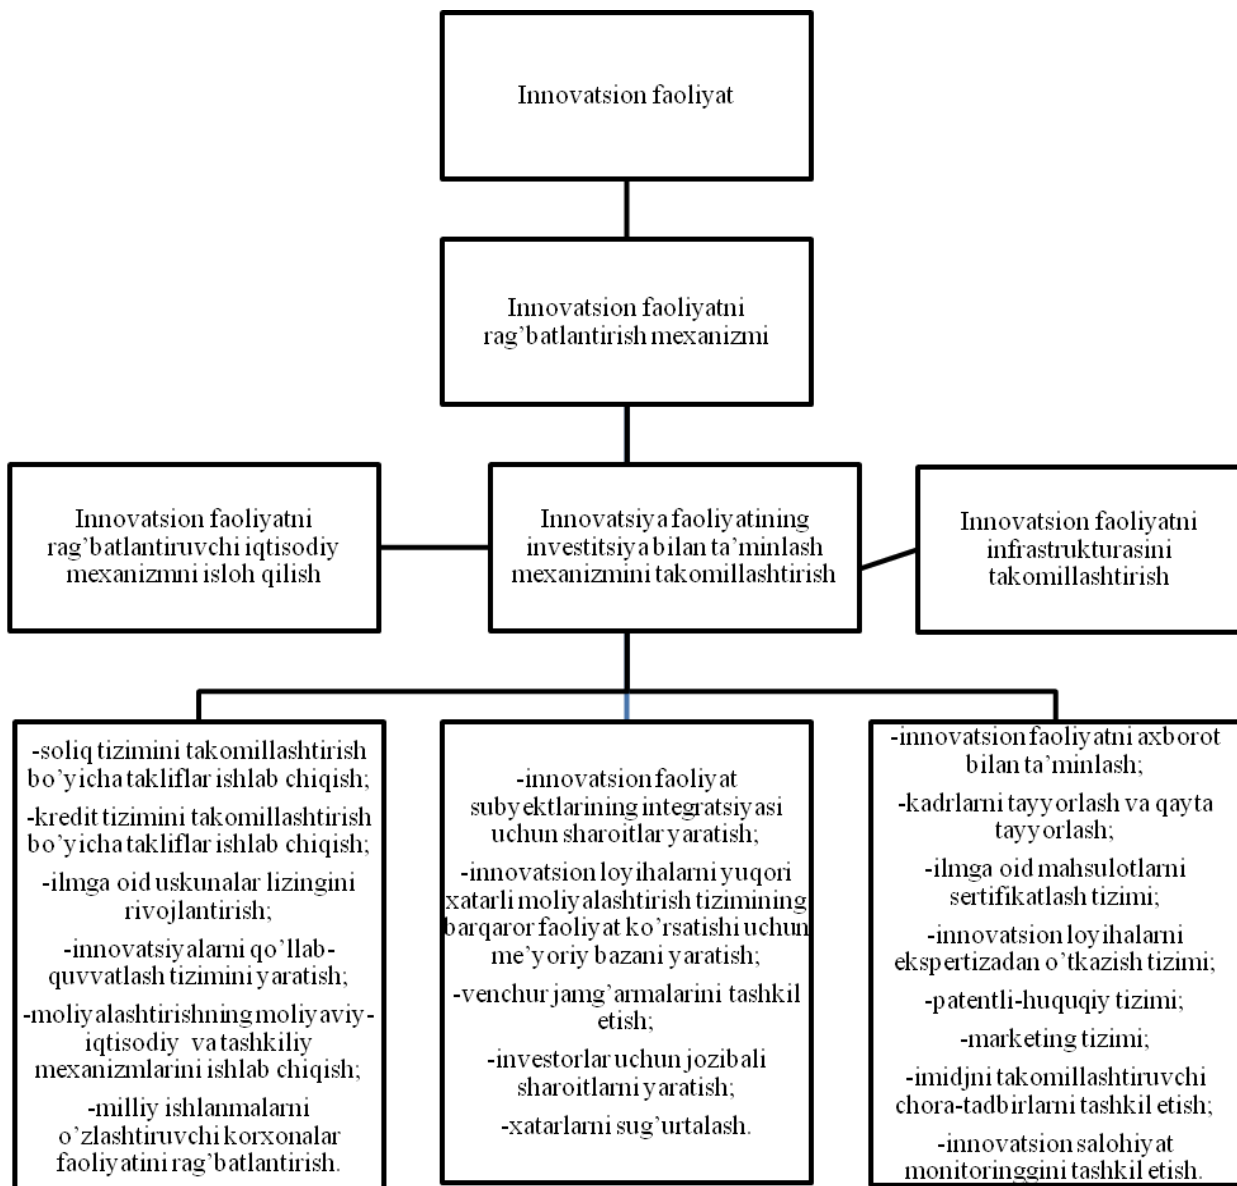 Innovatsion faoliyat
Innovatsion faoliyatni
rag’batlantirish mexanizmi
Innovatsion faoliyatni
rag’batlantiruvchi iqtisodiy
mexanizmni isloh qilish
Innovatsiya faoliyatining
investitsiya bilan ta’minlash
mexanizmini takomillashtirish
Innovatsion faoliyatni
infrastrukturasini
takomillashtirish
-soliq tizimini takomillashtirish
bo’yicha takliflar ishlab chiqish;
-kredit tizimini takomillashtirish
bo’yicha takliflar ishlab chiqish;
-ilmga oid uskunalar lizingini
rivojlantirish;
-innovatsiyalarni qo’llab-
quvvatlash tizimini yaratish;
-moliyalashtirishning moliyaviy-
iqtisodiy va tashkiliy
mexanizmlarini ishlab chiqish;
-milliy ishlanmalarni
o’zlashtiruvchi korxonalar
faoliyatini rag’batlantirish.
-innovatsion faoliyat
subyektlarining integratsiyasi
uchun sharoitlar yaratish;
-innovatsion loyihalarni yuqori
xatarli moliyalashtirish tizimining
barqaror faoliyat ko’rsatishi uchun
me’yoriy bazani yaratish;
-venchur jamg’armalarini tashkil
etish;
-investorlar uchun jozibali
sharoitlarni yaratish;
-xatarlarni sug’urtalash.
-innovatsion faoliyatni axborot
bilan ta’minlash;
-kadrlarni tayyorlash va qayta
tayyorlash;
-ilmga oid mahsulotlarni
sertifikatlash tizimi;
-innovatsion loyihalarni
ekspertizadan o’tkazish tizimi;
-patentli-huquqiy tizimi;
-marketing tizimi;
-imidjni takomillashtiruvchi
chora-tadbirlarni tashkil etish;
-innovatsion salohiyat
monitoringgini tashkil etish.